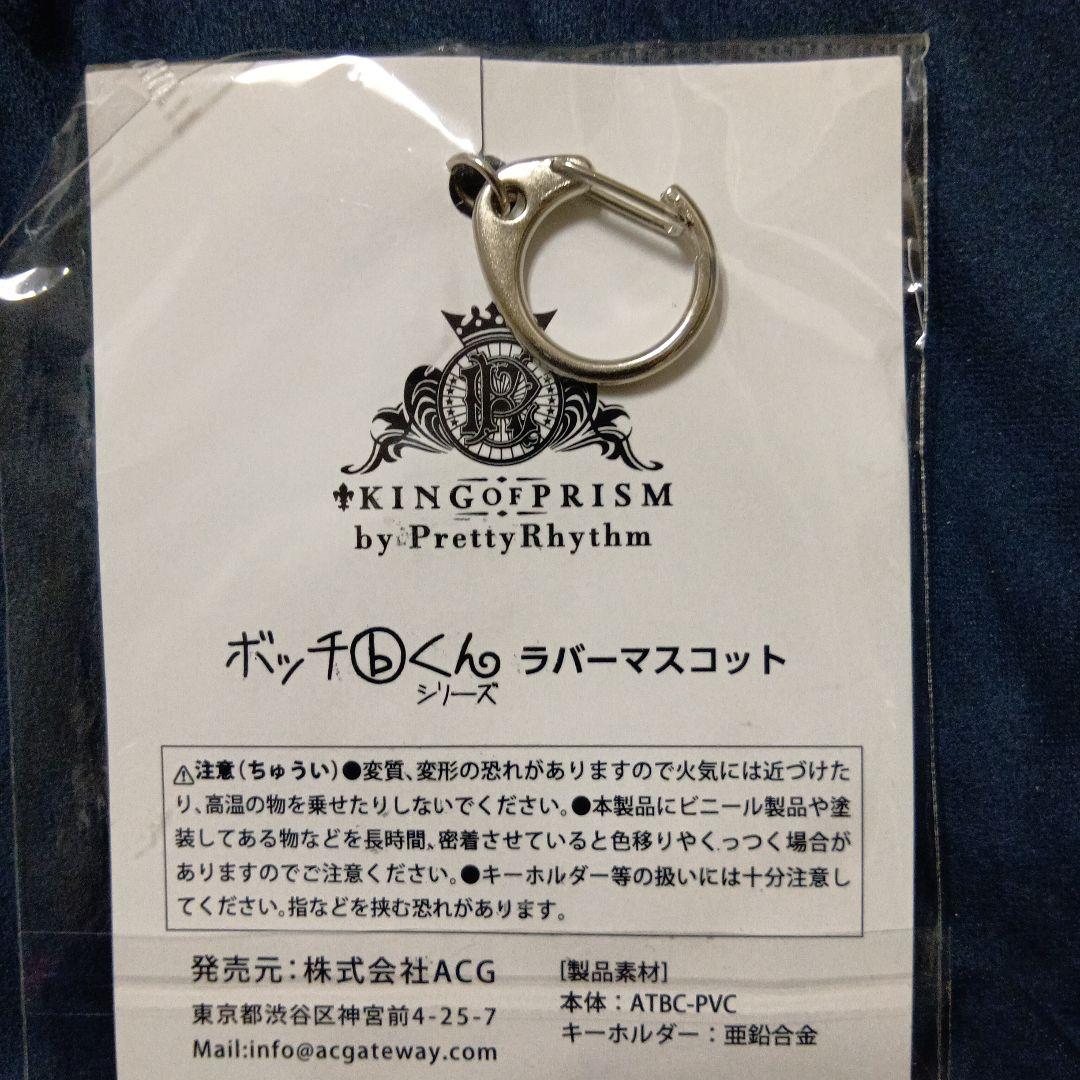 KING OF PRISM
by PrettyRhythm
ボッチbくん ラバーマスコット
シリーズ
⚠注意(ちゅうい)●変質、変形の恐れがありますので火気には近づけた
り、高温の物を乗せたりしないでください。●本製品にビニール製品や塗
装してある物などを長時間、密着させていると色移りやくっつく場合が
ありますのでご注意ください。●キーホルダー等の扱いには十分注意し
てください。指などを挟む恐れがあります。
発売元:株式会社ACG
東京都渋谷区神宮前4-25-7
Mail:info@acgateway.com
[製品素材]
本体:ATBC-PVC
キーホルダー:亜鉛合金